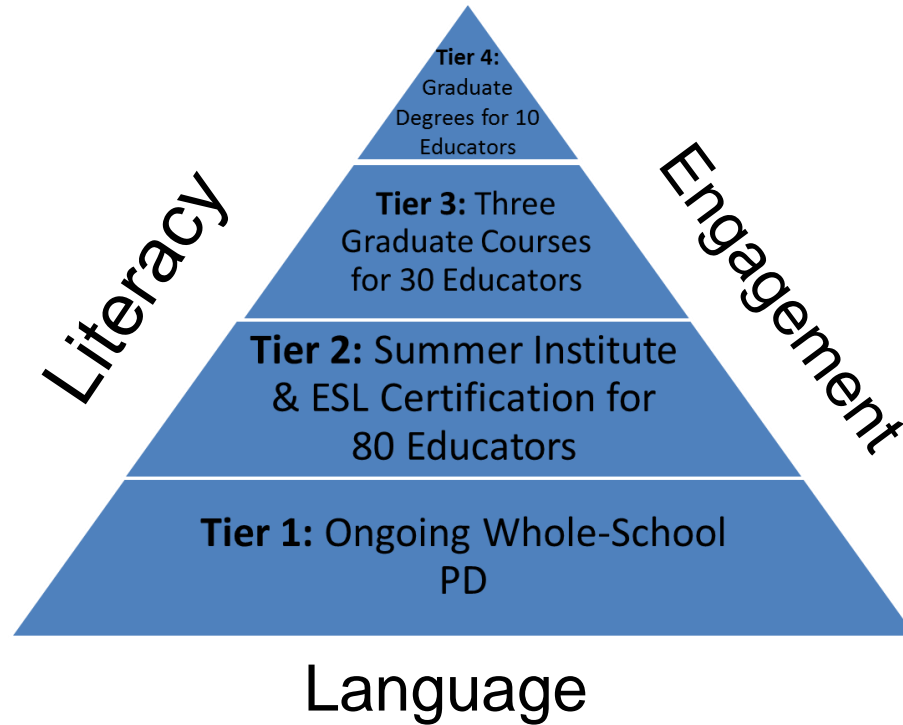 Tier 4:
Graduate
Degrees for 10
Educators
Literacy
Engagement
Tier 3: Three
Graduate Courses
for 30 Educators
Tier 2: Summer Institute
& ESL Certification for
80 Educators
Tier 1: Ongoing Whole-School
PD
Language